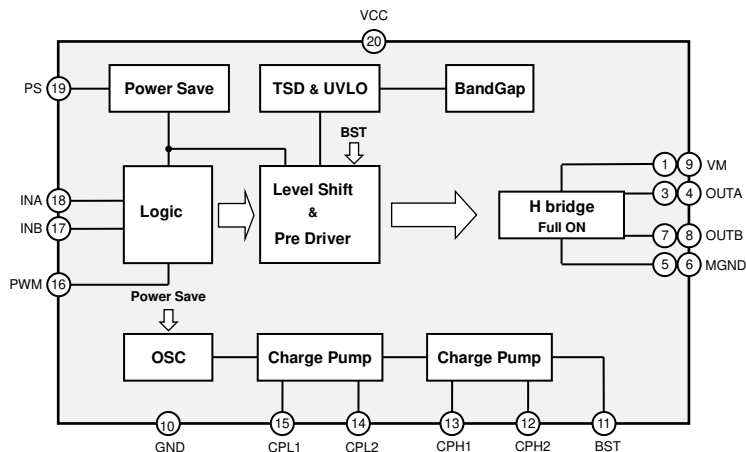 VCC
20
PS 19
Power Save
TSD & UVLO
BandGap
BST
1 9 VM
INA 18
INB 17
Logic
Level Shift
&
Pre Driver
H bridge
Full ON
3 4 OUTA
7 8 OUTB
5 6 MGND
PWM 16
Power Save
OSC
Charge Pump
Charge Pump
10
15
14
13
12
11
GND
CPL1
CPL2
CPH1
CPH2
BST